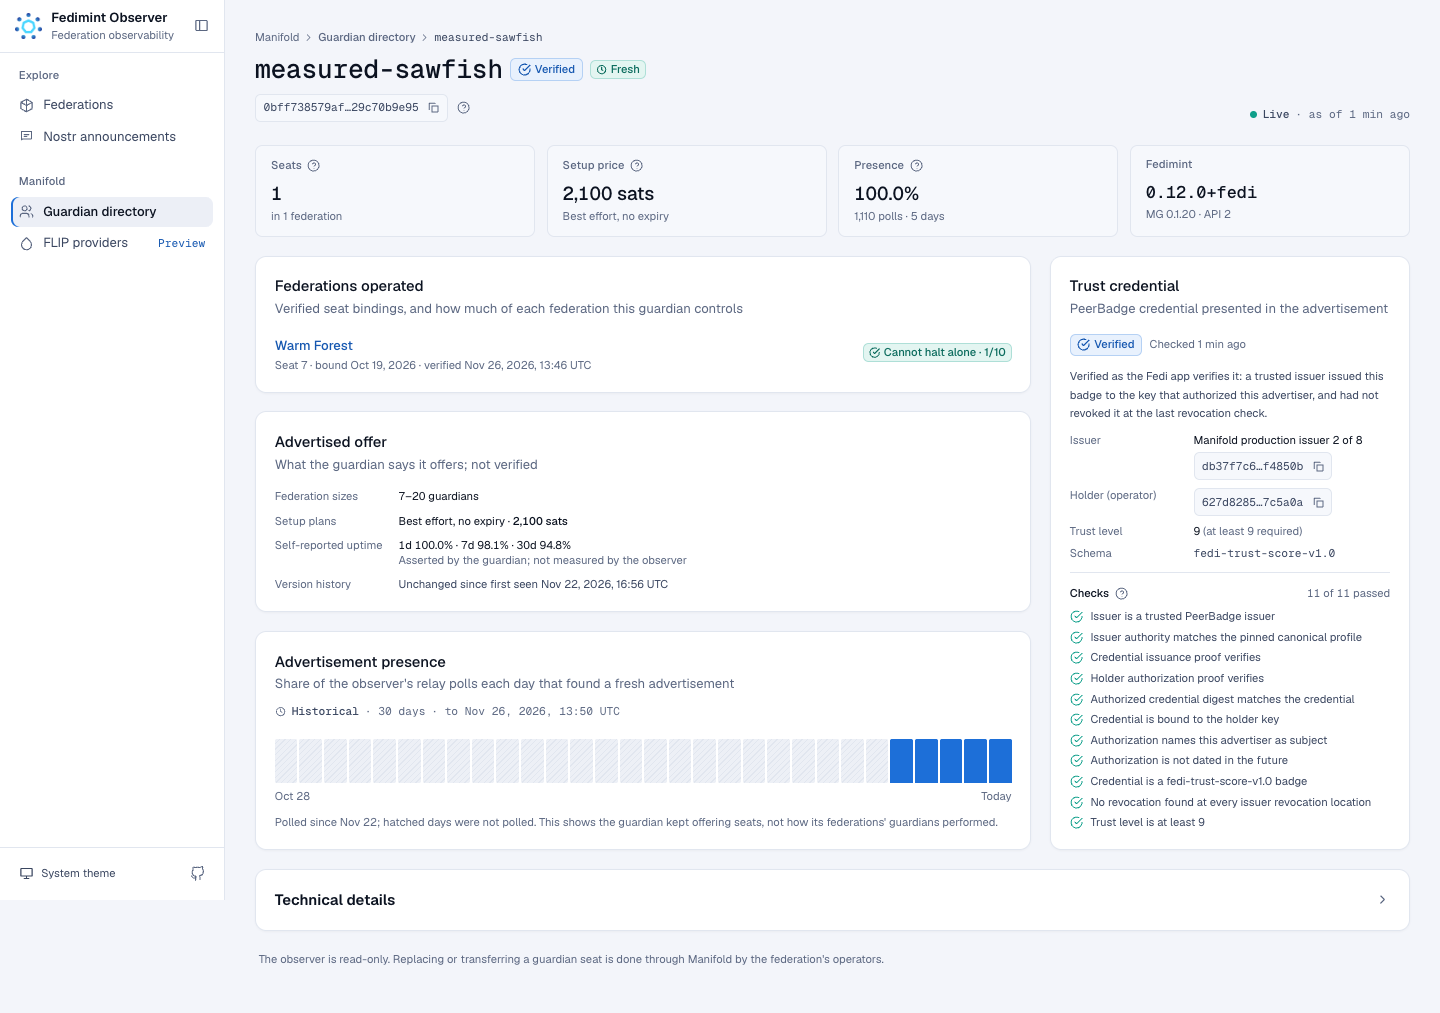 Fedimint Observer
Federation observability
Explore
Federations
Nostr announcements
Manifold
Guardian directory
FLIP providers Preview
System theme
Manifold > Guardian directory > measured-sawfish
measured-sawfish Verified Fresh
0bff738579af…29c70b9e95
Live · as of 1 min ago
Seats
1
in 1 federation
Setup price
2,100 sats
Best effort, no expiry
Presence
100.0%
1,110 polls · 5 days
Fedimint
0.12.0+fedi
MG 0.1.20 · API 2
Federations operated
Verified seat bindings, and how much of each federation this guardian controls
Warm Forest
Seat 7 · bound Oct 19, 2026 · verified Nov 26, 2026, 13:46 UTC
Cannot halt alone · 1/10
Advertised offer
What the guardian says it offers; not verified
Federation sizes 7–20 guardians
Setup plans Best effort, no expiry · 2,100 sats
Self-reported uptime 1d 100.0% · 7d 98.1% · 30d 94.8%
Asserted by the guardian; not measured by the observer
Version history Unchanged since first seen Nov 22, 2026, 16:56 UTC
Advertisement presence
Share of the observer's relay polls each day that found a fresh advertisement
Historical · 30 days · to Nov 26, 2026, 13:50 UTC
Oct 28 Today
Polled since Nov 22; hatched days were not polled. This shows the guardian kept offering seats, not how its federations' guardians performed.
Trust credential
PeerBadge credential presented in the advertisement
Verified Checked 1 min ago
Verified as the Fedi app verifies it: a trusted issuer issued this
badge to the key that authorized this advertiser, and had not
revoked it at the last revocation check.
Issuer Manifold production issuer 2 of 8
db37f7c6…f4850b
Holder (operator) 627d8285…7c5a0a
Trust level 9 (at least 9 required)
Schema fedi-trust-score-v1.0
Checks 11 of 11 passed
Issuer is a trusted PeerBadge issuer
Issuer authority matches the pinned canonical profile
Credential issuance proof verifies
Holder authorization proof verifies
Authorized credential digest matches the credential
Credential is bound to the holder key
Authorization names this advertiser as subject
Authorization is not dated in the future
Credential is a fedi-trust-score-v1.0 badge
No revocation found at every issuer revocation location
Trust level is at least 9
Technical details
The observer is read-only. Replacing or transferring a guardian seat is done through Manifold by the federation's operators.